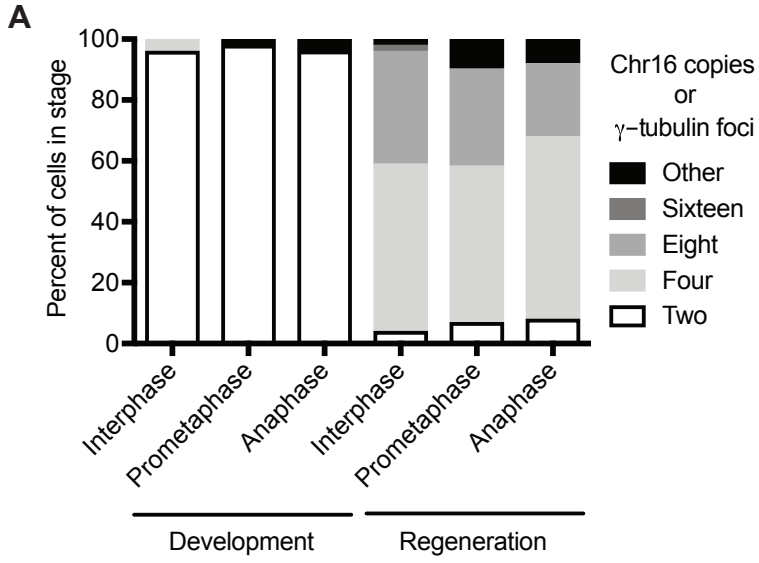 A
Percent of cells in stage
100
80
60
40
20
0
Interphase
Prometaphase
Anaphase
Interphase
Prometaphase
Anaphase
Development
Regeneration
Chr16 copies
or
γ−tubulin foci
Other
Sixteen
Eight
Four
Two